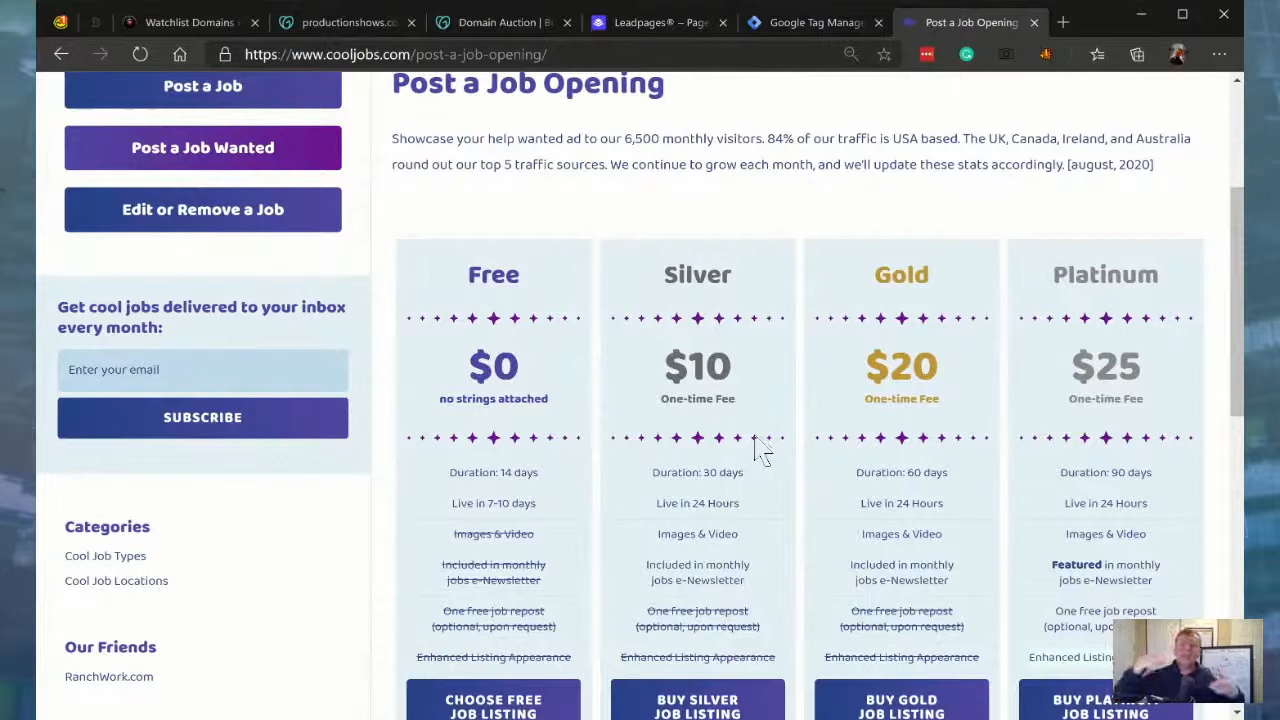 Watchlist Domains
productionshows.co
Domain Auction | B
Leadpages® – Page
Google Tag Manage
Post a Job Opening
https://www.cooljobs.com/post-a-job-opening/
Post a Job
Post a Job Wanted
Edit or Remove a Job
Get cool jobs delivered to your inbox
every month:
Enter your email
SUBSCRIBE
Categories
Cool Job Types
Cool Job Locations
Our Friends
RanchWork.com
Post a Job Opening
Showcase your help wanted ad to our 6,500 monthly visitors. 84% of our traffic is USA based. The UK, Canada, Ireland, and Australia
round out our top 5 traffic sources. We continue to grow each month, and we'll update these stats accordingly. [august, 2020]
Free
$0
no strings attached
Duration: 14 days
Live in 7-10 days
Images & Video
Included in monthly
jobs e-Newsletter
One free job repost
(optional, upon request)
Enhanced Listing Appearance
CHOOSE FREE
JOB LISTING
Silver
$10
One-time Fee
Duration: 30 days
Live in 24 Hours
Images & Video
Included in monthly
jobs e-Newsletter
One free job repost
(optional, upon request)
Enhanced Listing Appearance
BUY SILVER
JOB LISTING
Gold
$20
One-time Fee
Duration: 60 days
Live in 24 Hours
Images & Video
Included in monthly
jobs e-Newsletter
One free job repost
(optional, upon request)
Enhanced Listing Appearance
BUY GOLD
JOB LISTING
Platinum
$25
One-time Fee
Duration: 90 days
Live in 24 Hours
Images & Video
Featured in monthly
jobs e-Newsletter
One free job repost
(optional, upo
Enhanced Listing
BUY PLATINUM
JOB LISTING